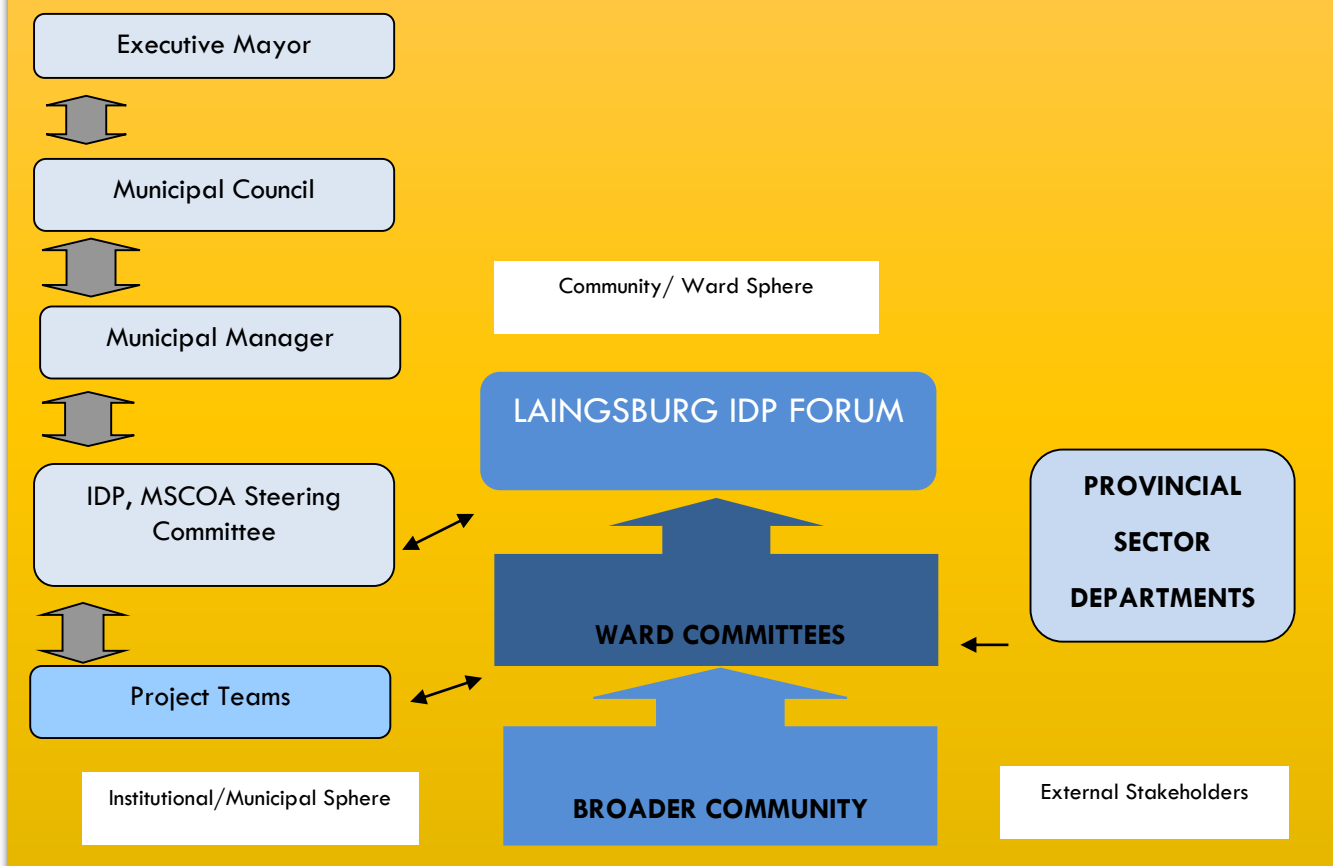 Executive Mayor
Municipal Council
Municipal Manager
IDP, MSCOA Steering
Committee
Project Teams
Institutional/Municipal Sphere
Community/ Ward Sphere
LAINGSBURG IDP FORUM
WARD COMMITTEES
BROADER COMMUNITY
PROVINCIAL
SECTOR
DEPARTMENTS
External Stakeholders